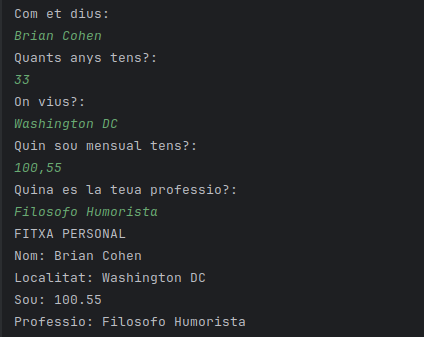 Com et dius:
Brian Cohen
Quants anys tens?:
33
On vius?:
Washington DC
Quin sou mensual tens?:
100,55
Quina es la teua professio?:
Filosofo Humorista
FITXA PERSONAL
Nom: Brian Cohen
Localitat: Washington DC
Sou: 100.55
Professio: Filosofo Humorista